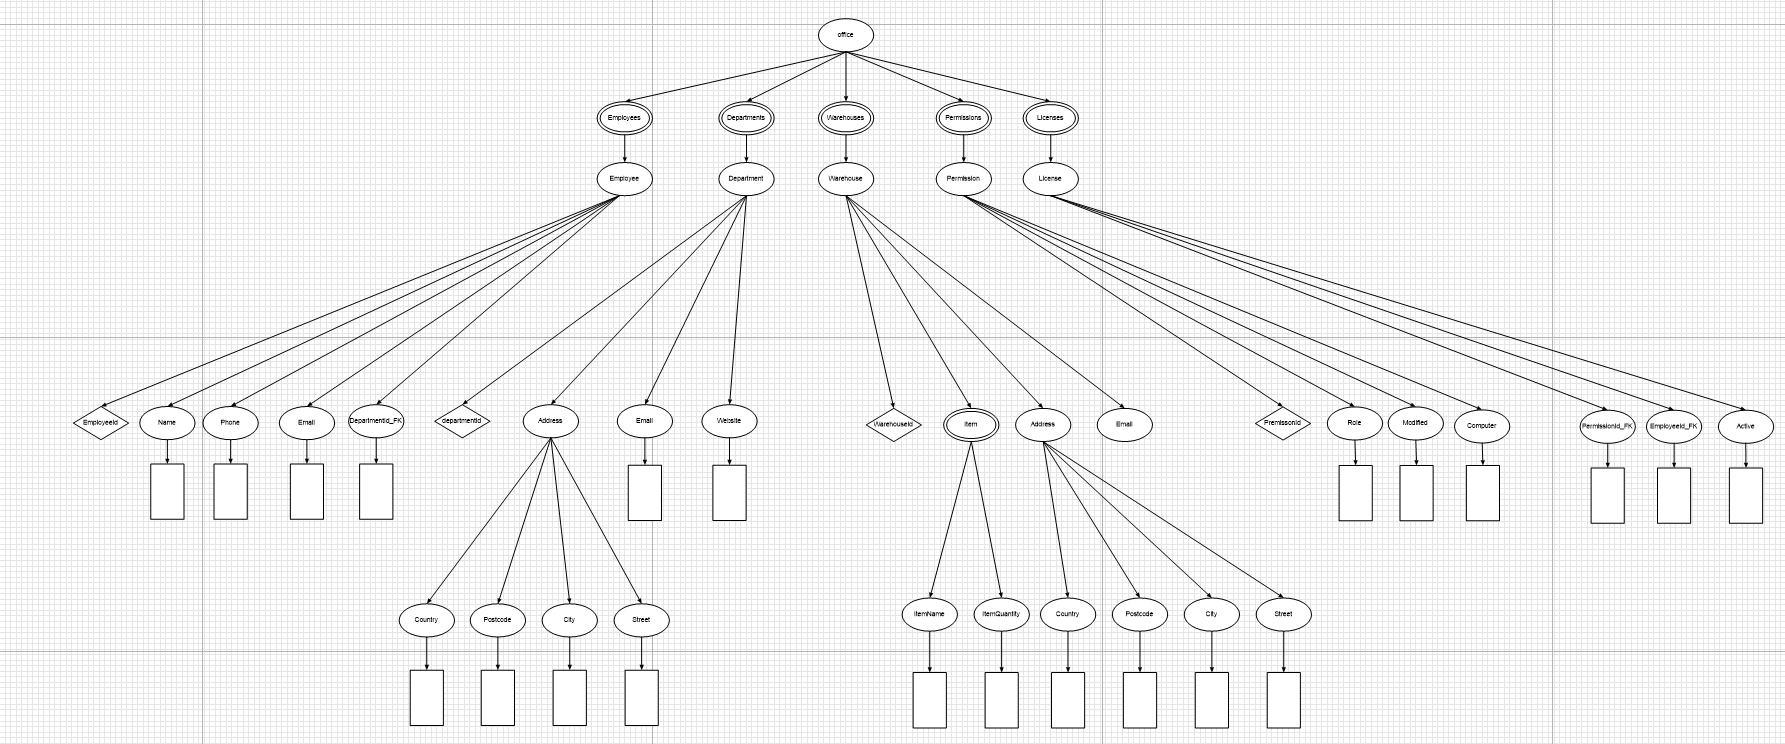 office
Employees
Departments
Warehouses
Permissions
Licenses
Employee
Department
Warehouse
Permission
License
EmployeeId
Name
Phone
Email
DepartmentId_FK
departmentId
Address
Email
Website
WarehouseId
Item
Address
Email
PremissonId
Role
Modified
Computer
PermissionId_FK
EmployeeId_FK
Active
Country
Postcode
City
Street
ItemName
ItemQuantity
Country
Postcode
City
Street